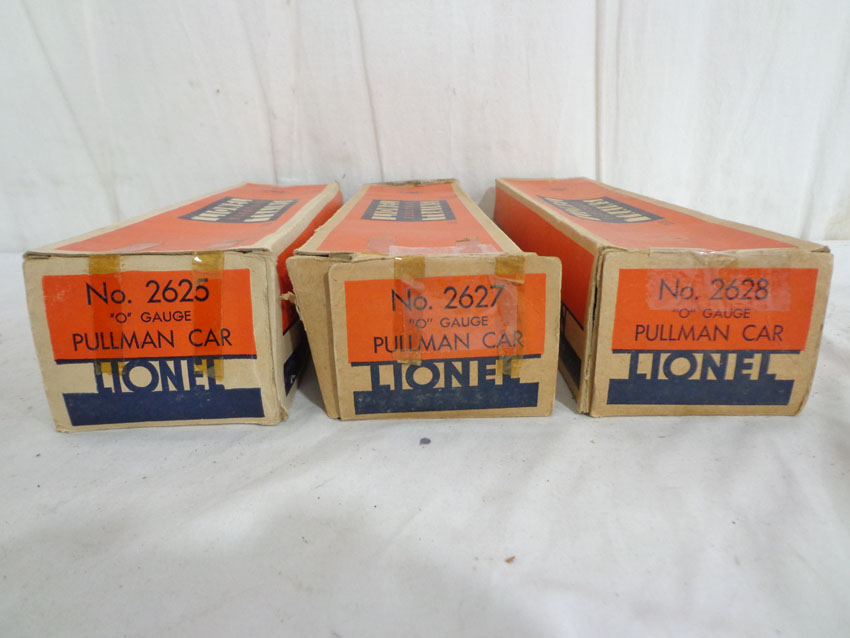 No. 2625
"O" GAUGE
PULLMAN CAR
LIONEL
No. 2627
"O" GAUGE
PULLMAN CAR
LIONEL
No. 2628
"O" GAUGE
PULLMAN CAR
LIONEL